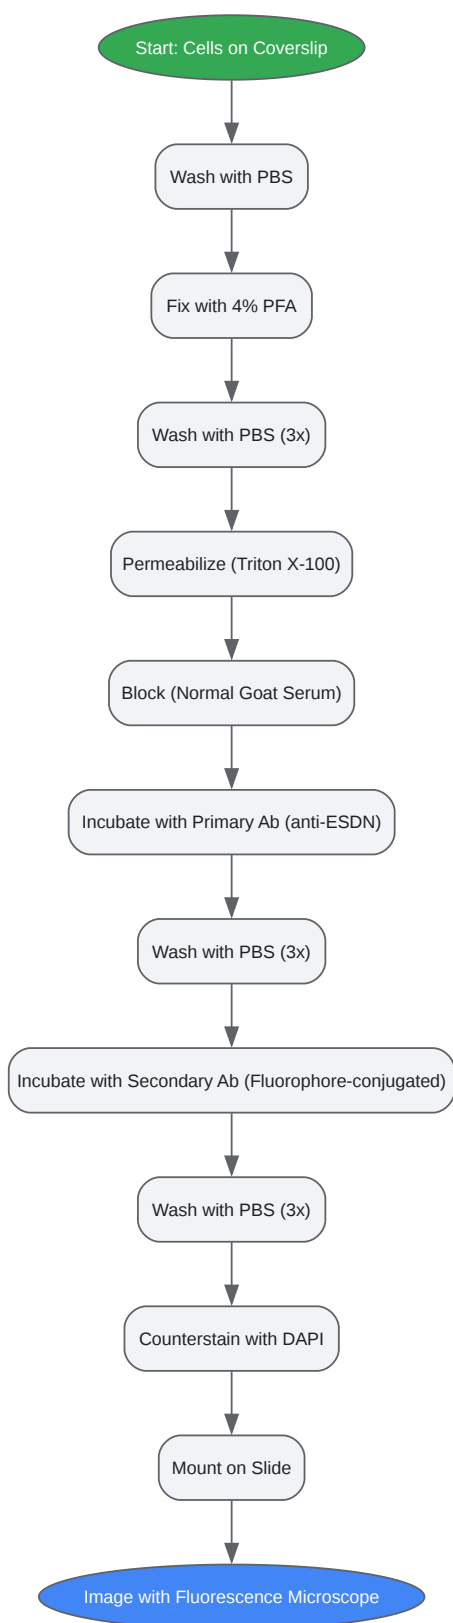 Start: Cells on Coverslip
Wash with PBS
Fix with 4% PFA
Wash with PBS (3x)
Permeabilize (Triton X-100)
Block (Normal Goat Serum)
Incubate with Primary Ab (anti-ESDN)
Wash with PBS (3x)
Incubate with Secondary Ab (Fluorophore-conjugated)
Wash with PBS (3x)
Counterstain with DAPI
Mount on Slide
Image with Fluorescence Microscope